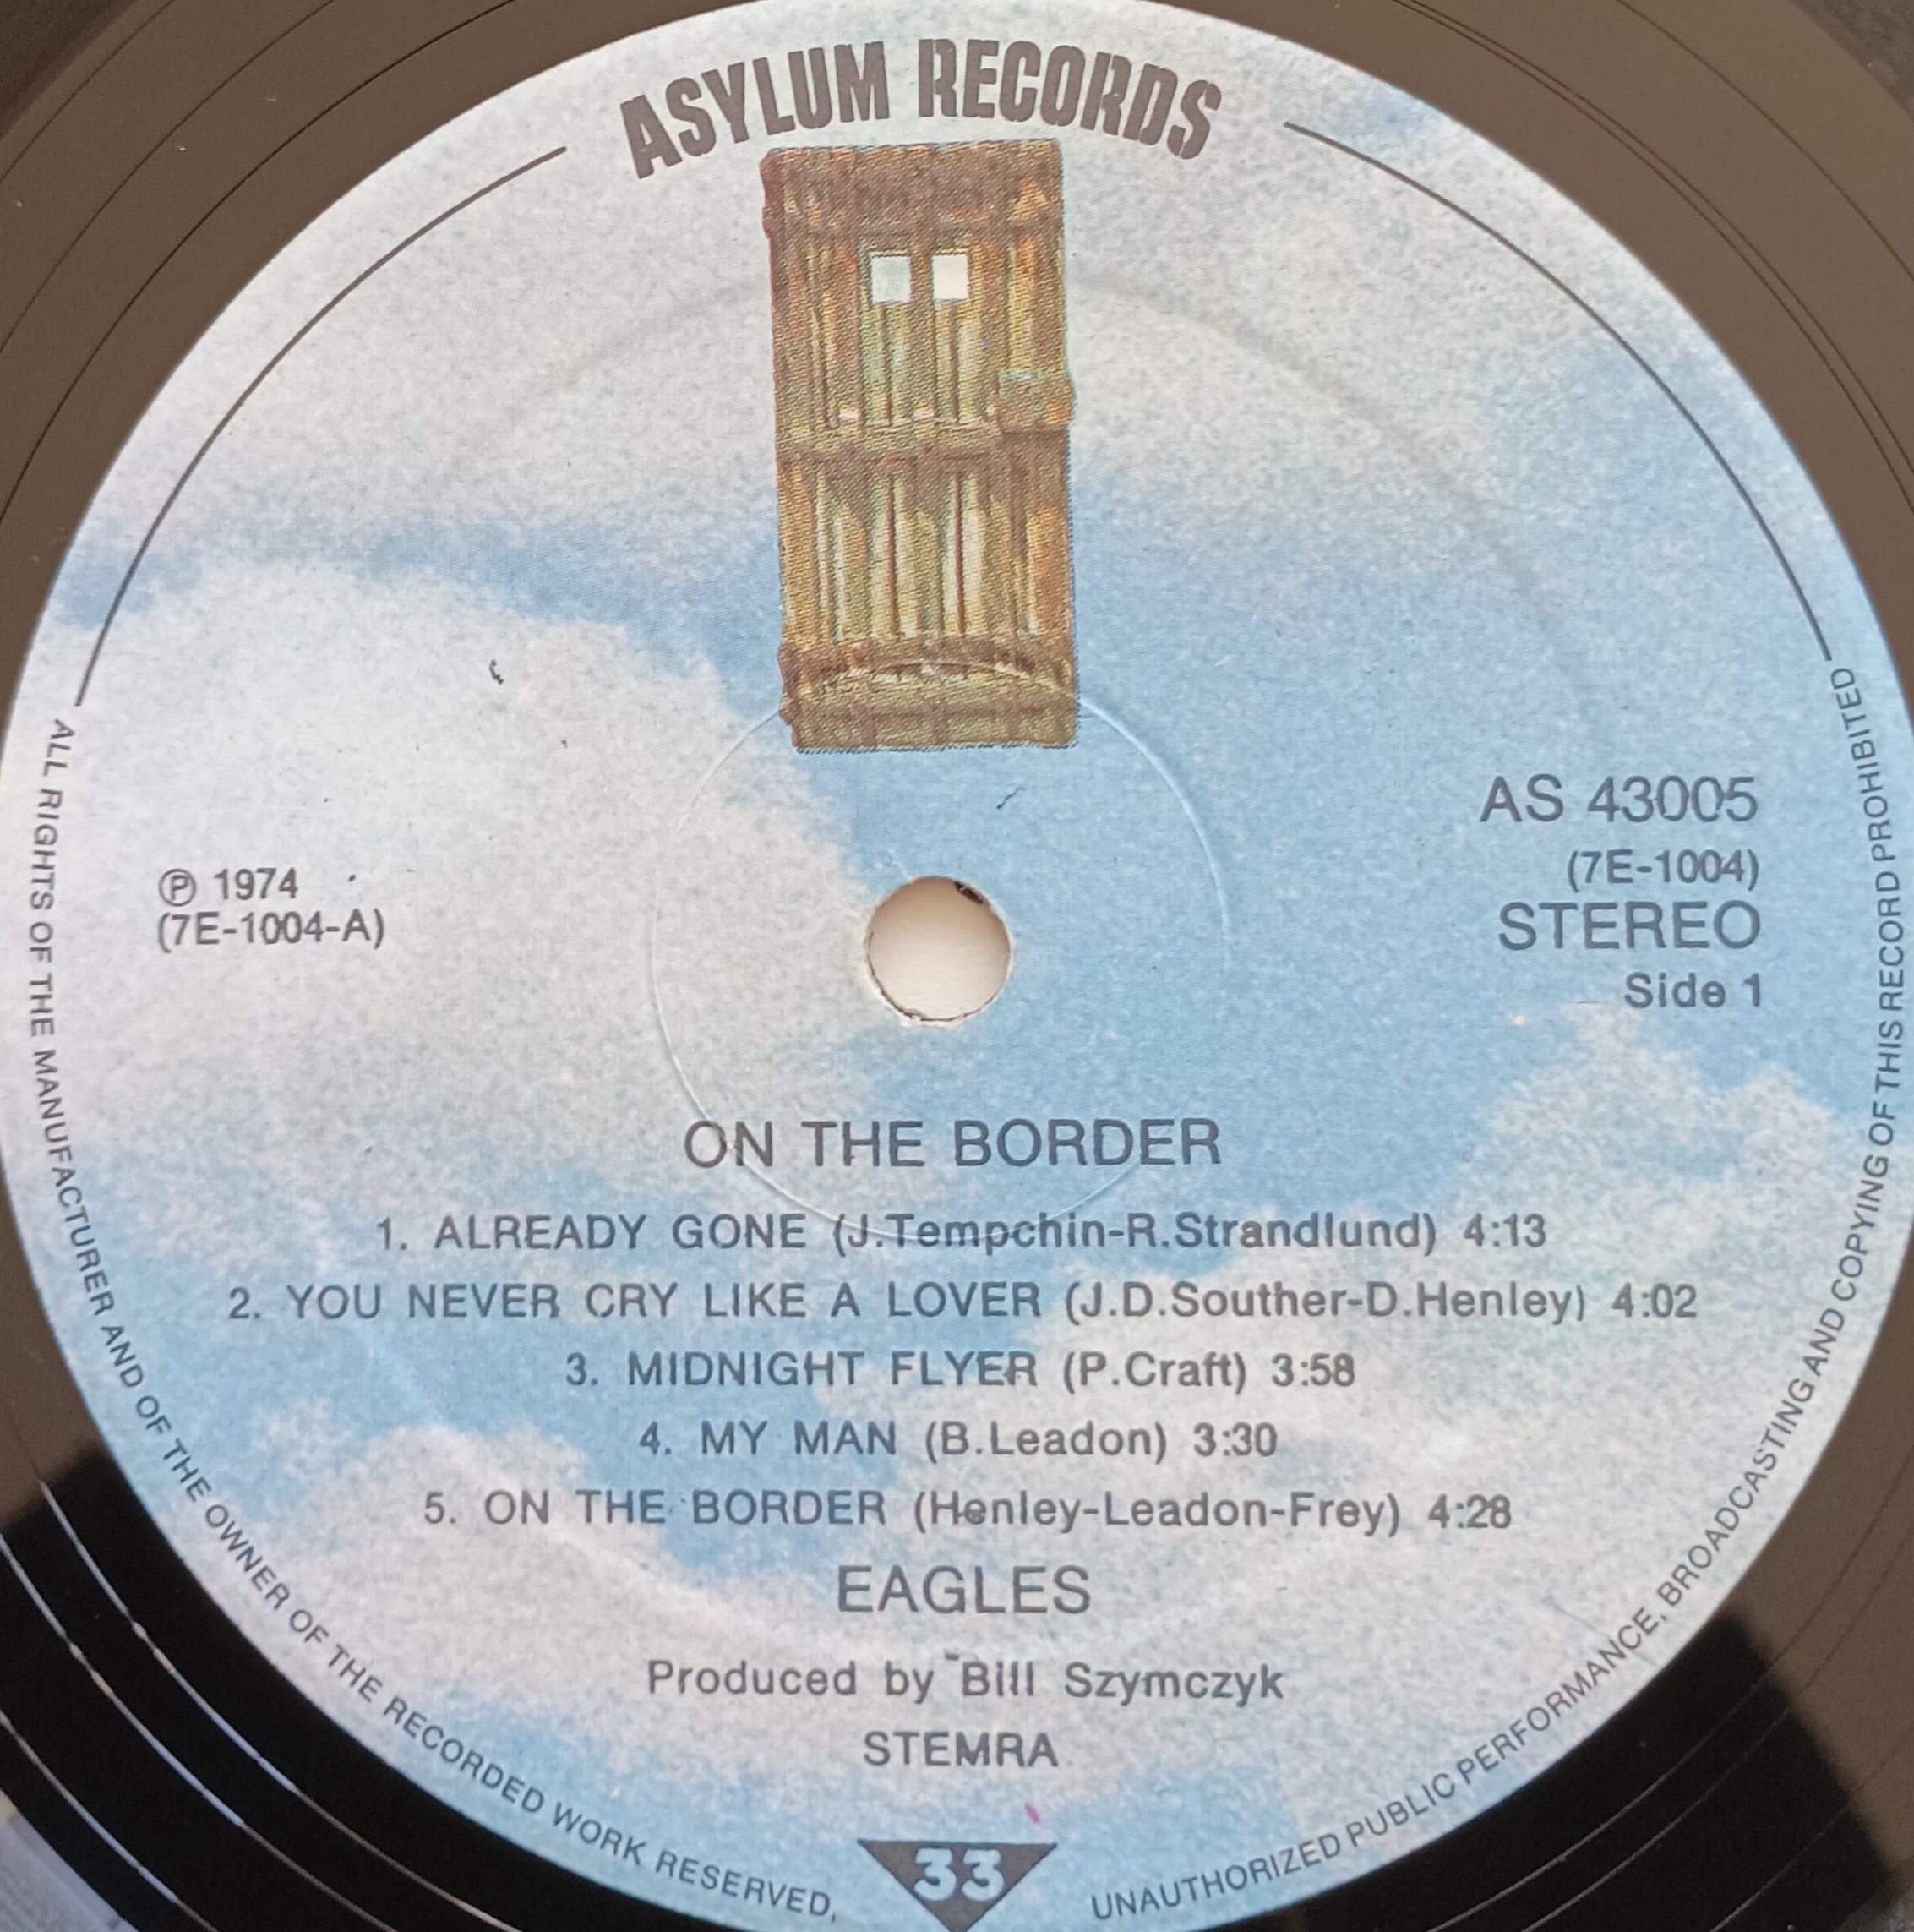 ASYLUM RECORDS
℗ 1974
(7E-1004-A)
AS 43005
(7E-1004)
STEREO
Side 1
ON THE BORDER
1. ALREADY GONE (J.Tempchin-R.Strandlund) 4:13
2. YOU NEVER CRY LIKE A LOVER (J.D.Souther-D.Henley) 4:02
3. MIDNIGHT FLYER (P.Craft) 3:58
4. MY MAN (B.Leadon) 3:30
5. ON THE BORDER (Henley-Leadon-Frey) 4:28
EAGLES
Produced by Bill Szymczyk
STEMRA
33
ALL RIGHTS OF THE MANUFACTURER AND OF THE OWNER OF THE RECORDED WORK RESERVED,
UNAUTHORIZED PUBLIC PERFORMANCE, BROADCASTING AND COPYING OF THIS RECORD PROHIBITED